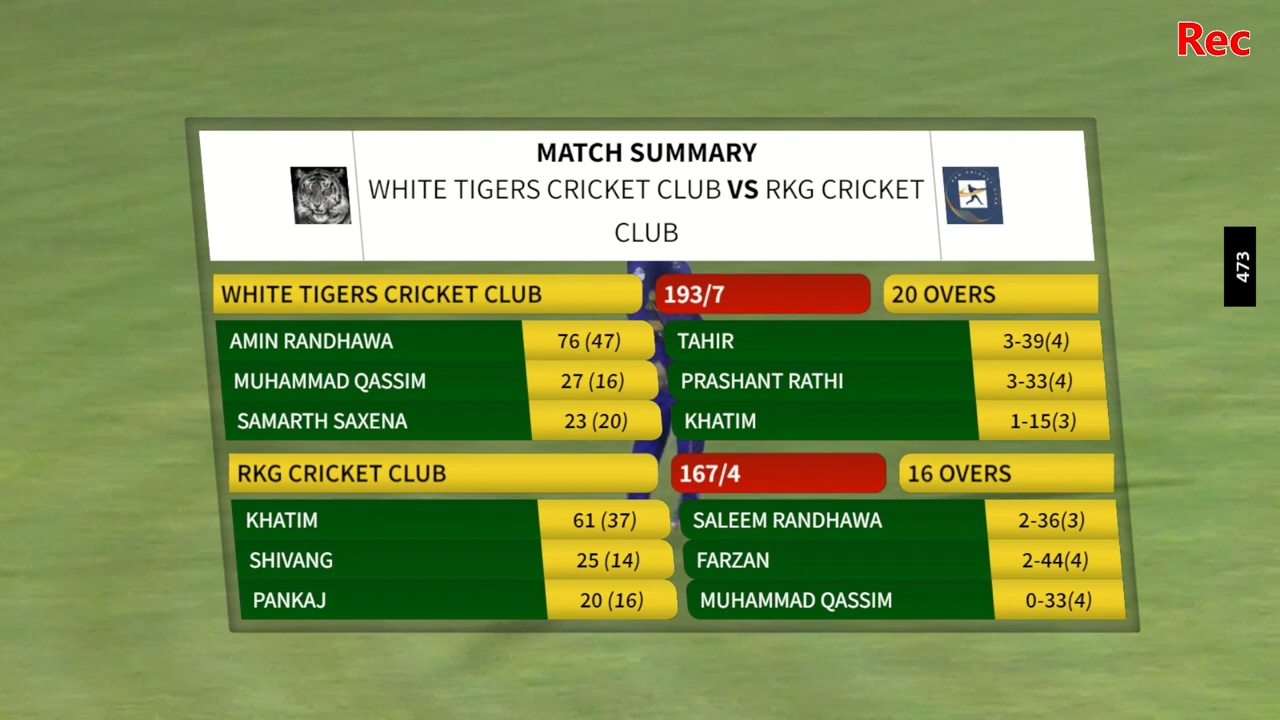 Rec
MATCH SUMMARY
WHITE TIGERS CRICKET CLUB VS RKG CRICKET
CLUB
473
WHITE TIGERS CRICKET CLUB 193/7 20 OVERS
AMIN RANDHAWA 76 (47) TAHIR 3-39(4)
MUHAMMAD QASSIM 27 (16) PRASHANT RATHI 3-33(4)
SAMARTH SAXENA 23 (20) KHATIM 1-15(3)
RKG CRICKET CLUB 167/4 16 OVERS
KHATIM 61 (37) SALEEM RANDHAWA 2-36(3)
SHIVANG 25 (14) FARZAN 2-44(4)
PANKAJ 20 (16) MUHAMMAD QASSIM 0-33(4)